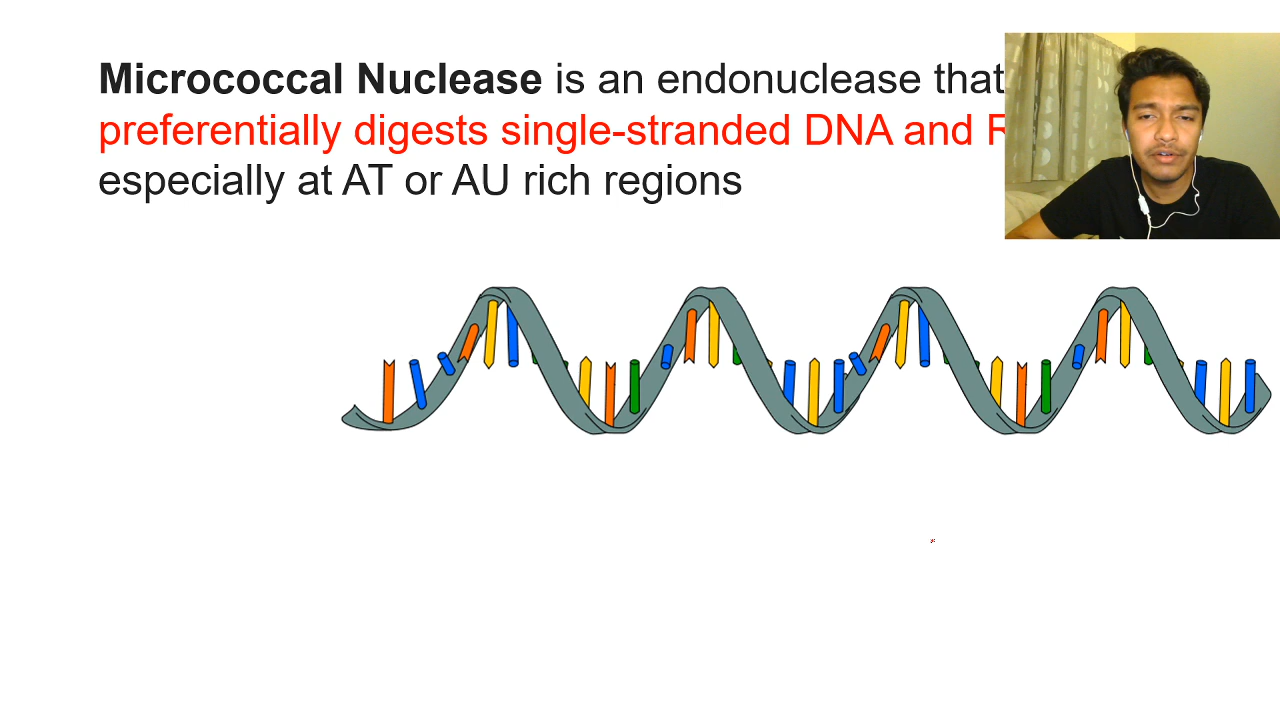 Micrococcal Nuclease is an endonuclease that
preferentially digests single-stranded DNA and
especially at AT or AU rich regions